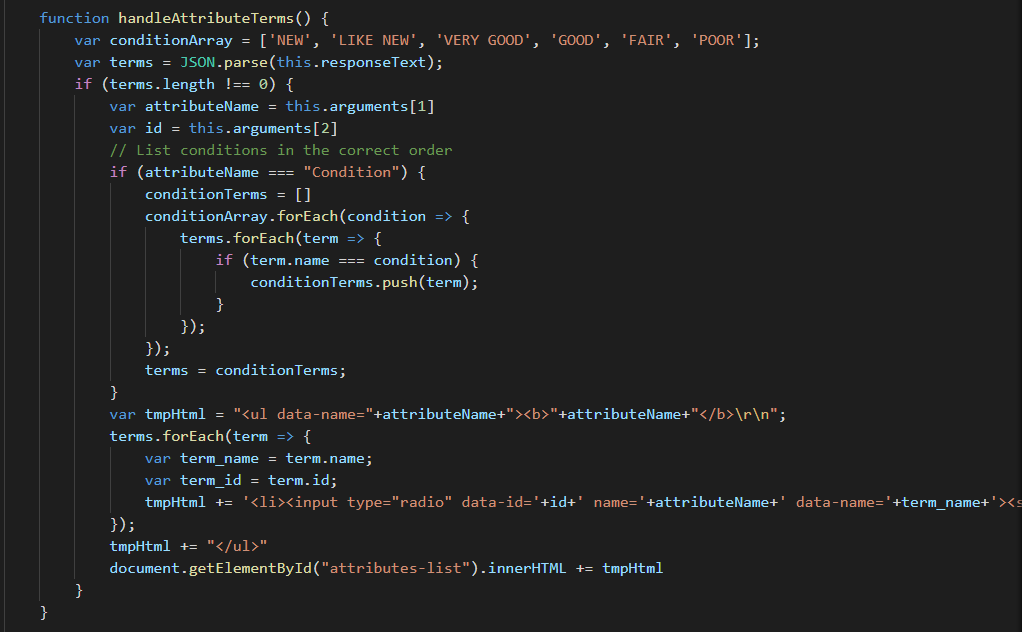 function handleAttributeTerms() {
    var conditionArray = ['NEW', 'LIKE NEW', 'VERY GOOD', 'GOOD', 'FAIR', 'POOR'];
    var terms = JSON.parse(this.responseText);
    if (terms.length !== 0) {
        var attributeName = this.arguments[1]
        var id = this.arguments[2]
        // List conditions in the correct order
        if (attributeName === "Condition") {
            conditionTerms = []
            conditionArray.forEach(condition => {
                terms.forEach(term => {
                    if (term.name === condition) {
                        conditionTerms.push(term);
                    }
                });
            });
            terms = conditionTerms;
        }
        var tmpHtml = "<ul data-name="+attributeName+"><b>"+attributeName+"</b>\r\n";
        terms.forEach(term => {
            var term_name = term.name;
            var term_id = term.id;
            tmpHtml += '<li><input type="radio" data-id='+id+' name='+attributeName+' data-name='+term_name+'><s
        });
        tmpHtml += "</ul>"
        document.getElementById("attributes-list").innerHTML += tmpHtml
    }
}